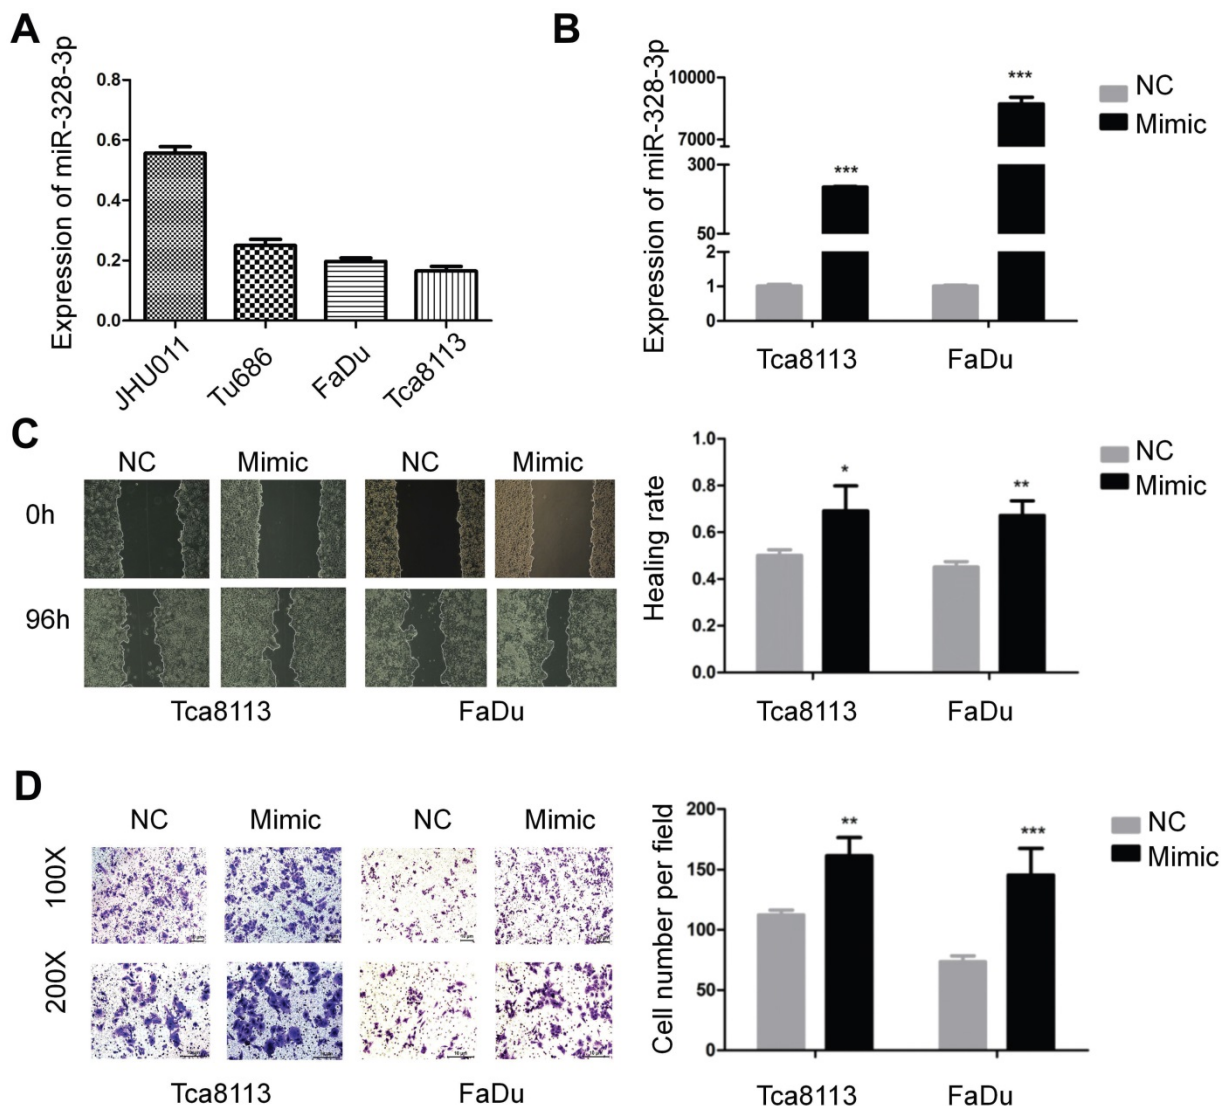 A
Expression of miR-328-3p
0.8
0.6
0.4
0.2
0.0
JHU011
Tu686
FaDu
Tca8113
B
Expression of miR-328-3p
10000
7000
300
50
2
1
0
***
***
Tca8113
FaDu
NC
Mimic
C
NC
Mimic
NC
Mimic
0h
96h
Tca8113
FaDu
Healing rate
1.0
0.8
0.6
0.4
0.2
0.0
*
**
Tca8113
FaDu
NC
Mimic
D
NC
Mimic
NC
Mimic
100X
200X
Tca8113
FaDu
Cell number per field
200
150
100
50
0
**
***
Tca8113
FaDu
NC
Mimic